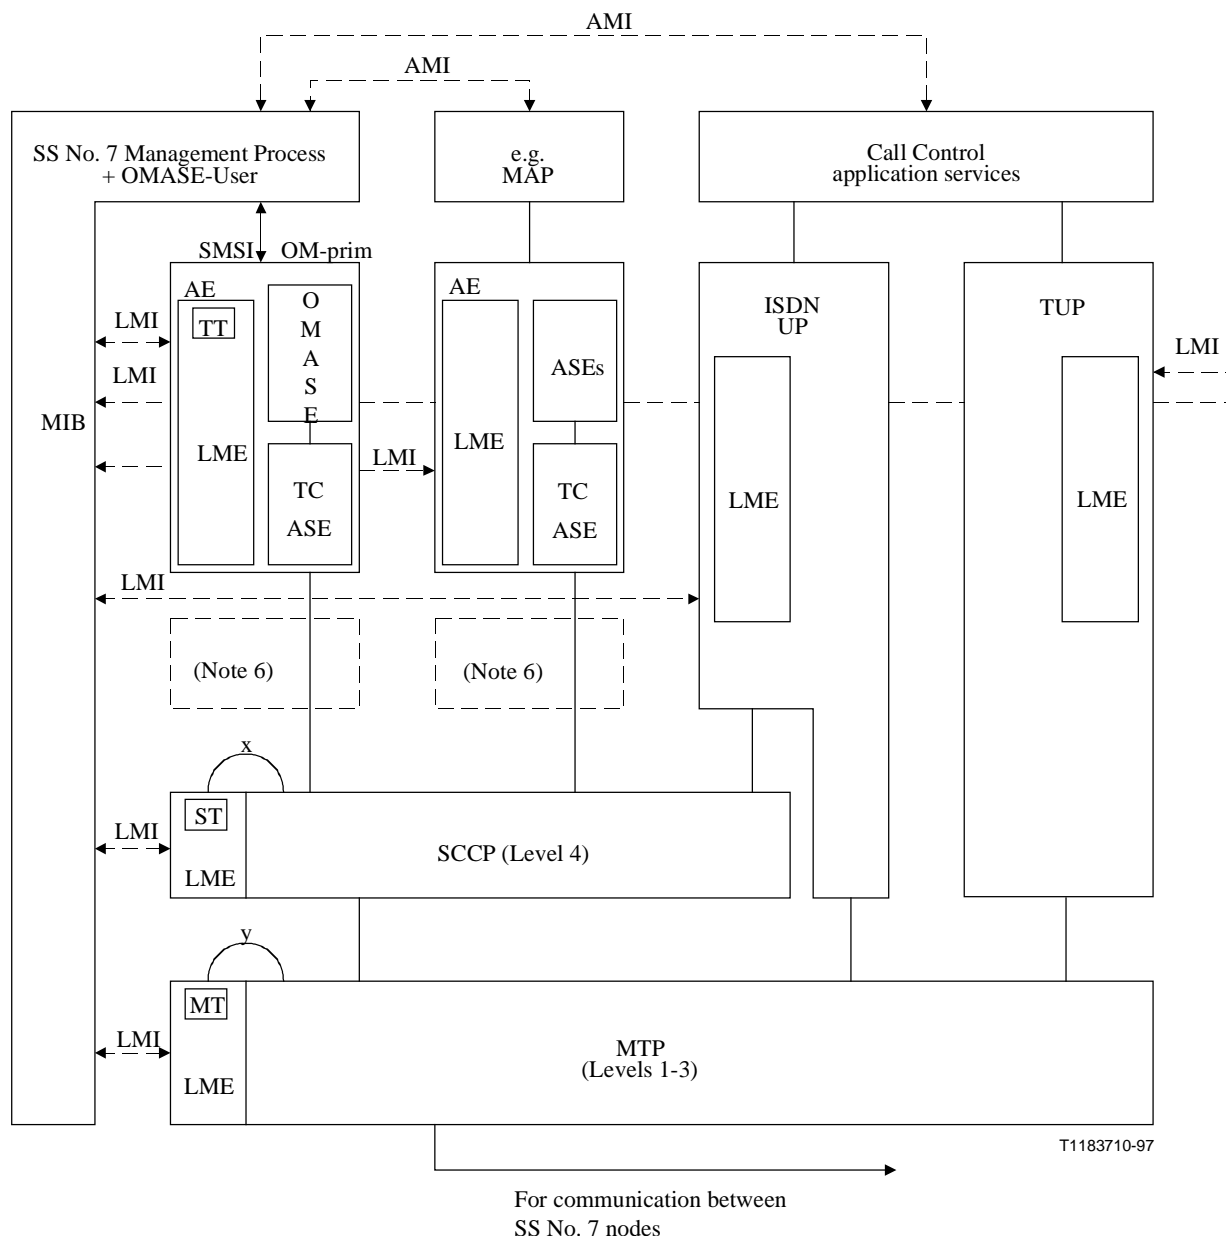 AMI
AMI
SS No. 7 Management Process
+ OMASE-User
e.g.
MAP
Call Control
application services
SMSI
OM-prim
AE
TT
LME
O
M
A
S
E
TC
ASE
AE
LME
ASEs
TC
ASE
ISDN
UP
LME
TUP
LME
LMI
LMI
LMI
LMI
MIB
LMI
(Note 6)
(Note 6)
x
ST
LME
SCCP (Level 4)
LMI
y
MT
LME
MTP
(Levels 1-3)
LMI
T1183710-97
For communication between
SS No. 7 nodes